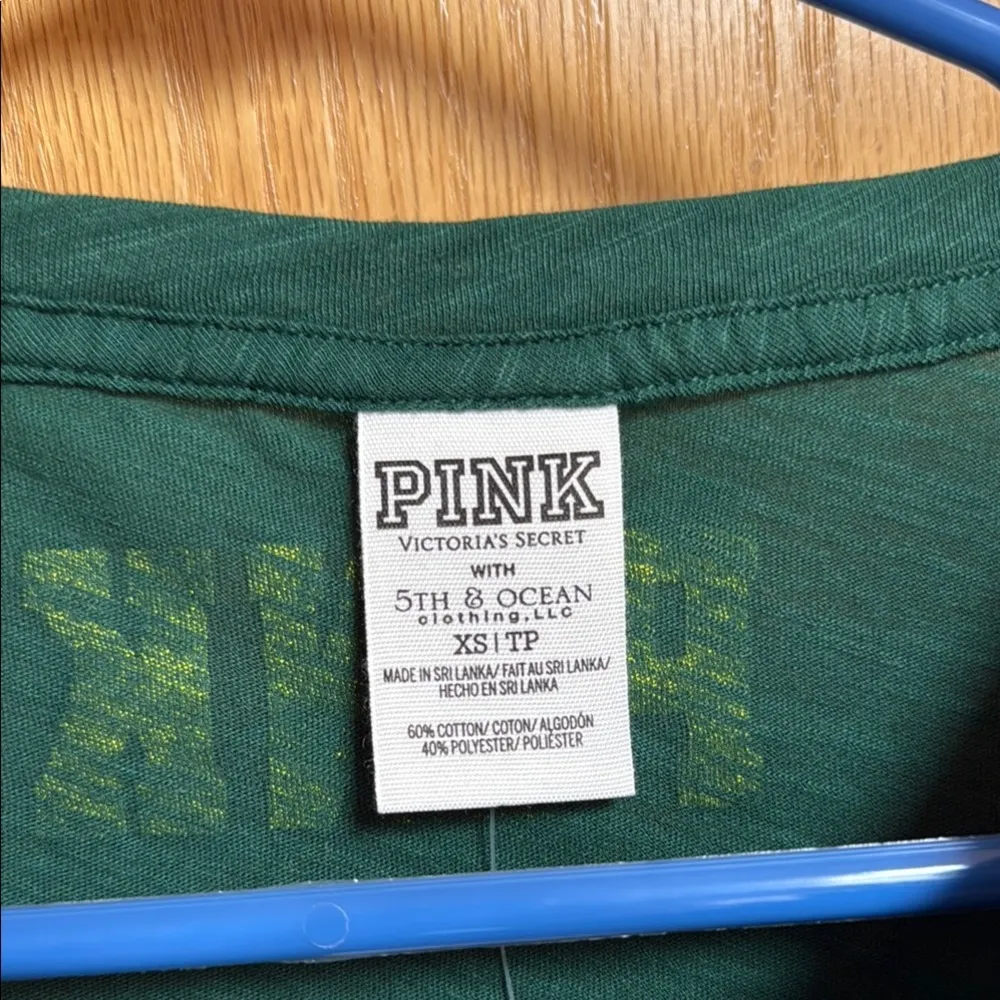 PINK
VICTORIA'S SECRET
WITH
5TH & OCEAN
clothing, LLC
XS | TP
MADE IN SRI LANKA/ FAIT AU SRI LANKA/
HECHO EN SRI LANKA
60% COTTON/ COTON/ ALGODÓN
40% POLYESTER/ POLIÉSTER